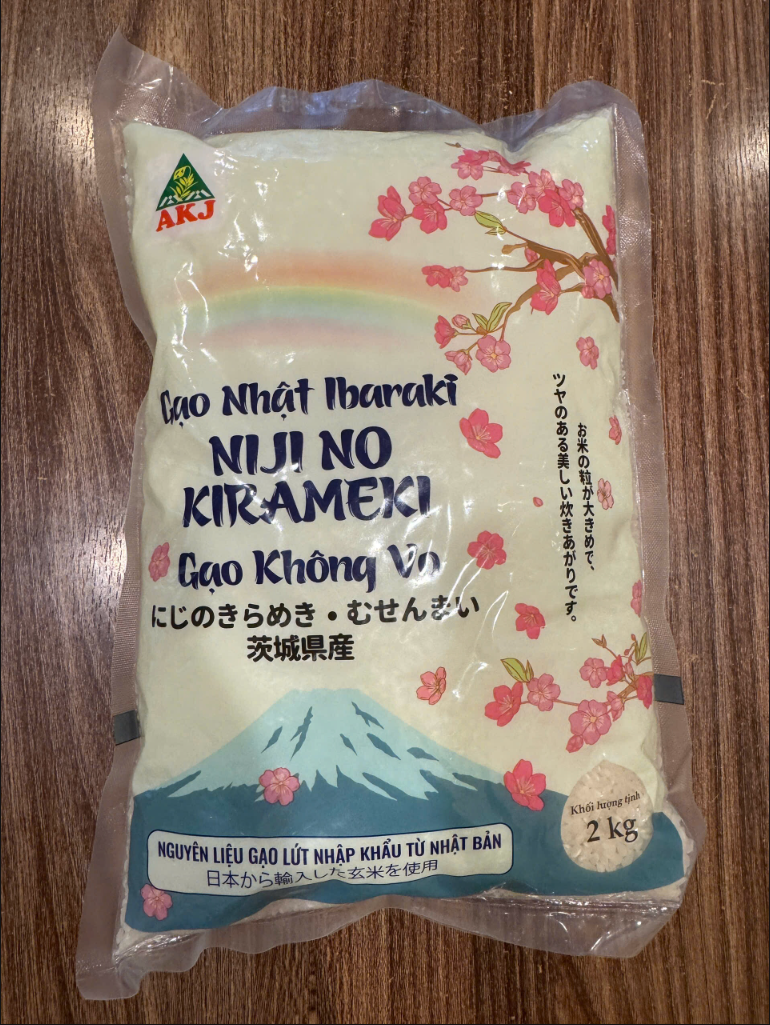 AKJ
Gạo Nhật Ibaraki
NIJI NO
KIRAMEKI
Gạo Không Vo
にじのきらめき・むせんまい
茨城県産
お米の粒が大きめで、
ツヤのある美しい炊きあがりです。
Khối lượng tịnh
2 kg
NGUYÊN LIỆU GẠO LỨT NHẬP KHẨU TỪ NHẬT BẢN
日本から輸入した玄米を使用